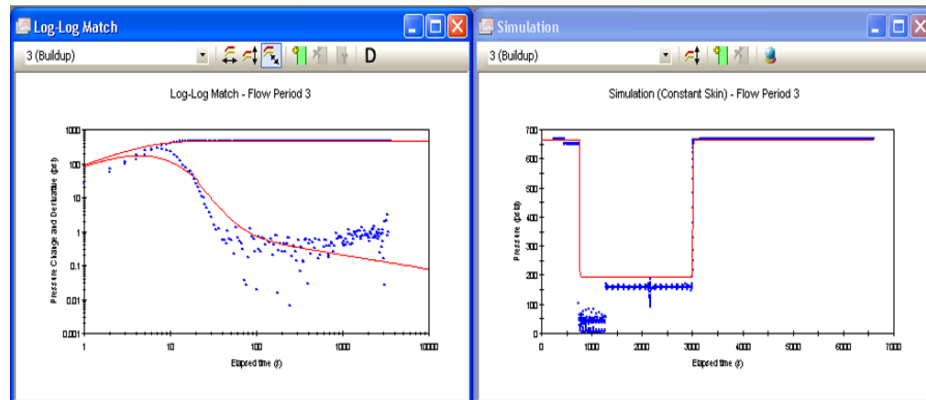 Log-Log Match
3 (Buildup)
D
Log-Log Match - Flow Period 3
Pressure Change and Derivative (psi)
1000
100
10
1
0.1
0.01
0.001
1
10
100
1000
10000
Elapsed time (s)
Simulation
3 (Buildup)
Simulation (Constant Skin) - Flow Period 3
Pressure (psia)
700
600
500
400
300
200
100
0
0
1000
2000
3000
4000
5000
6000
7000
Elapsed time (s)